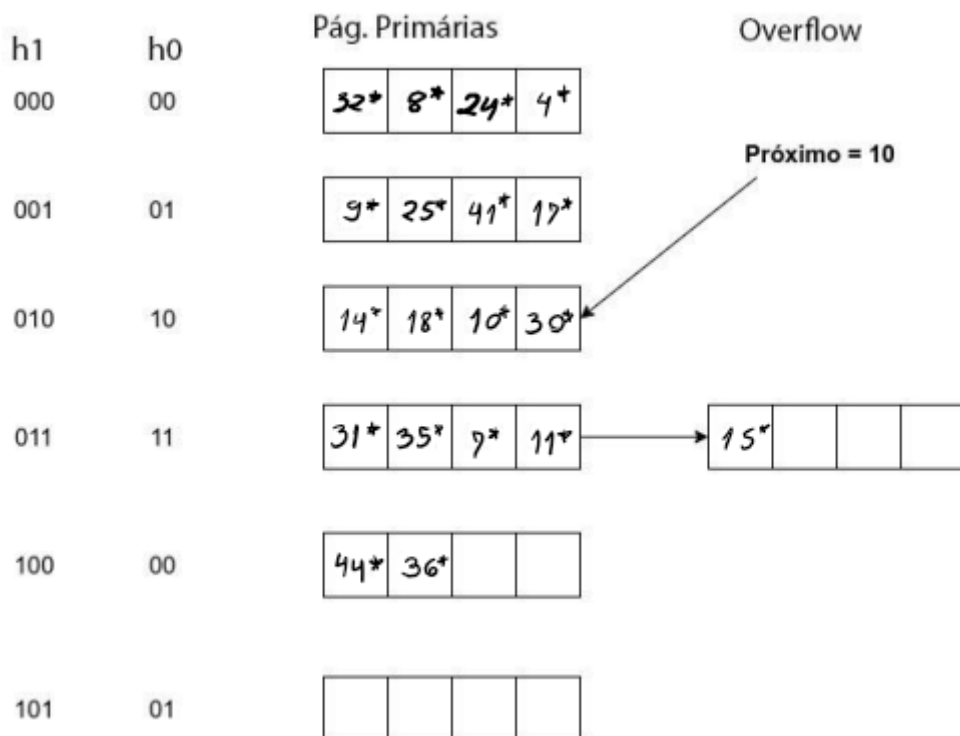 Pág. Primárias Overflow
h1 h0
000 00 32* 8* 24* 4*
Próximo = 10
001 01 9* 25* 41* 17*
010 10 14* 18* 10* 30*
011 11 31* 35* 7* 11* 15*
100 00 44* 36*
101 01